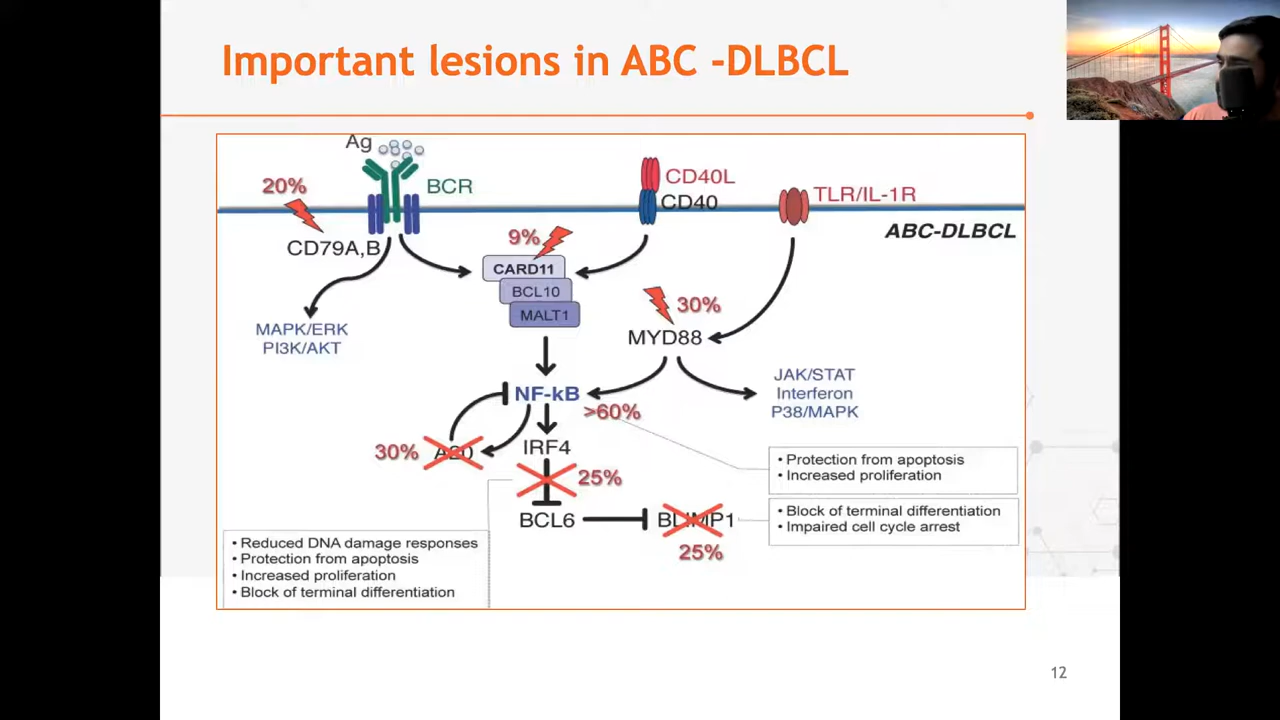 Important lesions in ABC -DLBCL
Ag
BCR
20%
CD79A,B
CD40L
CD40
TLR/IL-1R
ABC-DLBCL
9%
CARD11
BCL10
MALT1
30%
MYD88
MAPK/ERK
PI3K/AKT
NF-kB
>60%
JAK/STAT
Interferon
P38/MAPK
30%
A20
IRF4
25%
BCL6
BLIMP1
25%
• Protection from apoptosis
• Increased proliferation
• Block of terminal differentiation
• Impaired cell cycle arrest
• Reduced DNA damage responses
• Protection from apoptosis
• Increased proliferation
• Block of terminal differentiation
12